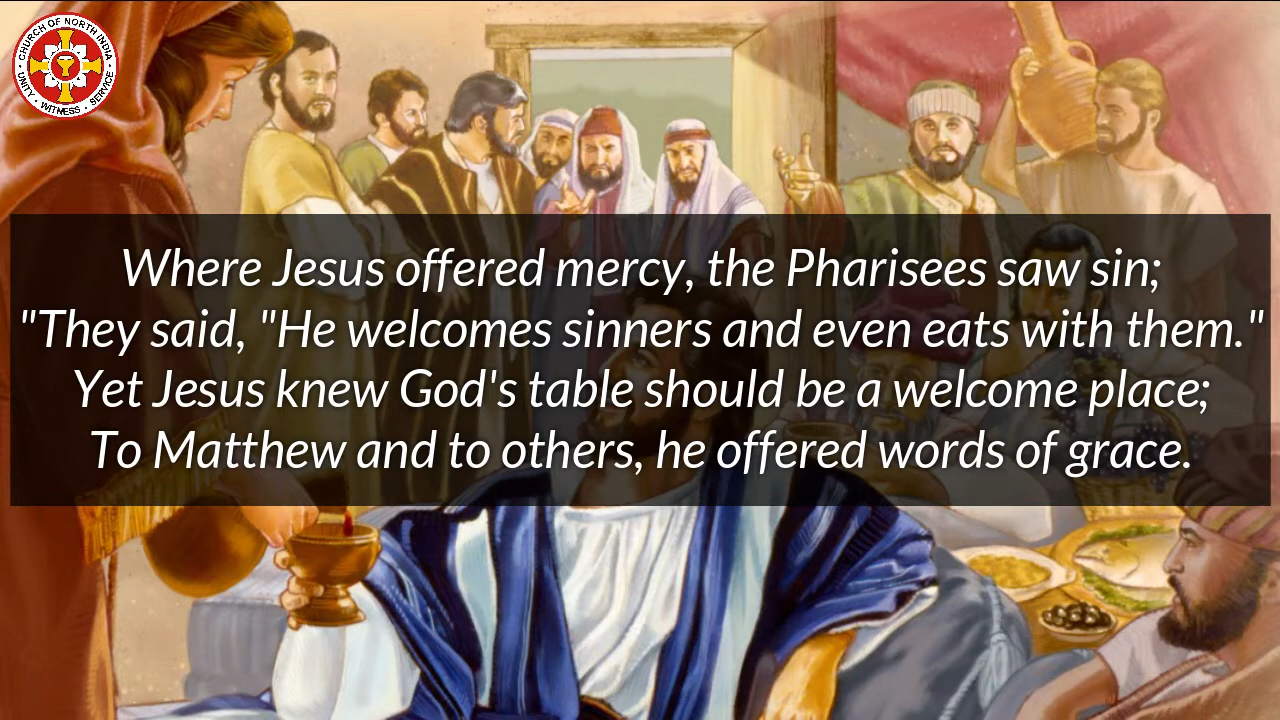 CHURCH OF NORTH INDIA
UNITY • WITNESS • SERVICE
Where Jesus offered mercy, the Pharisees saw sin;
"They said, "He welcomes sinners and even eats with them."
Yet Jesus knew God's table should be a welcome place;
To Matthew and to others, he offered words of grace.